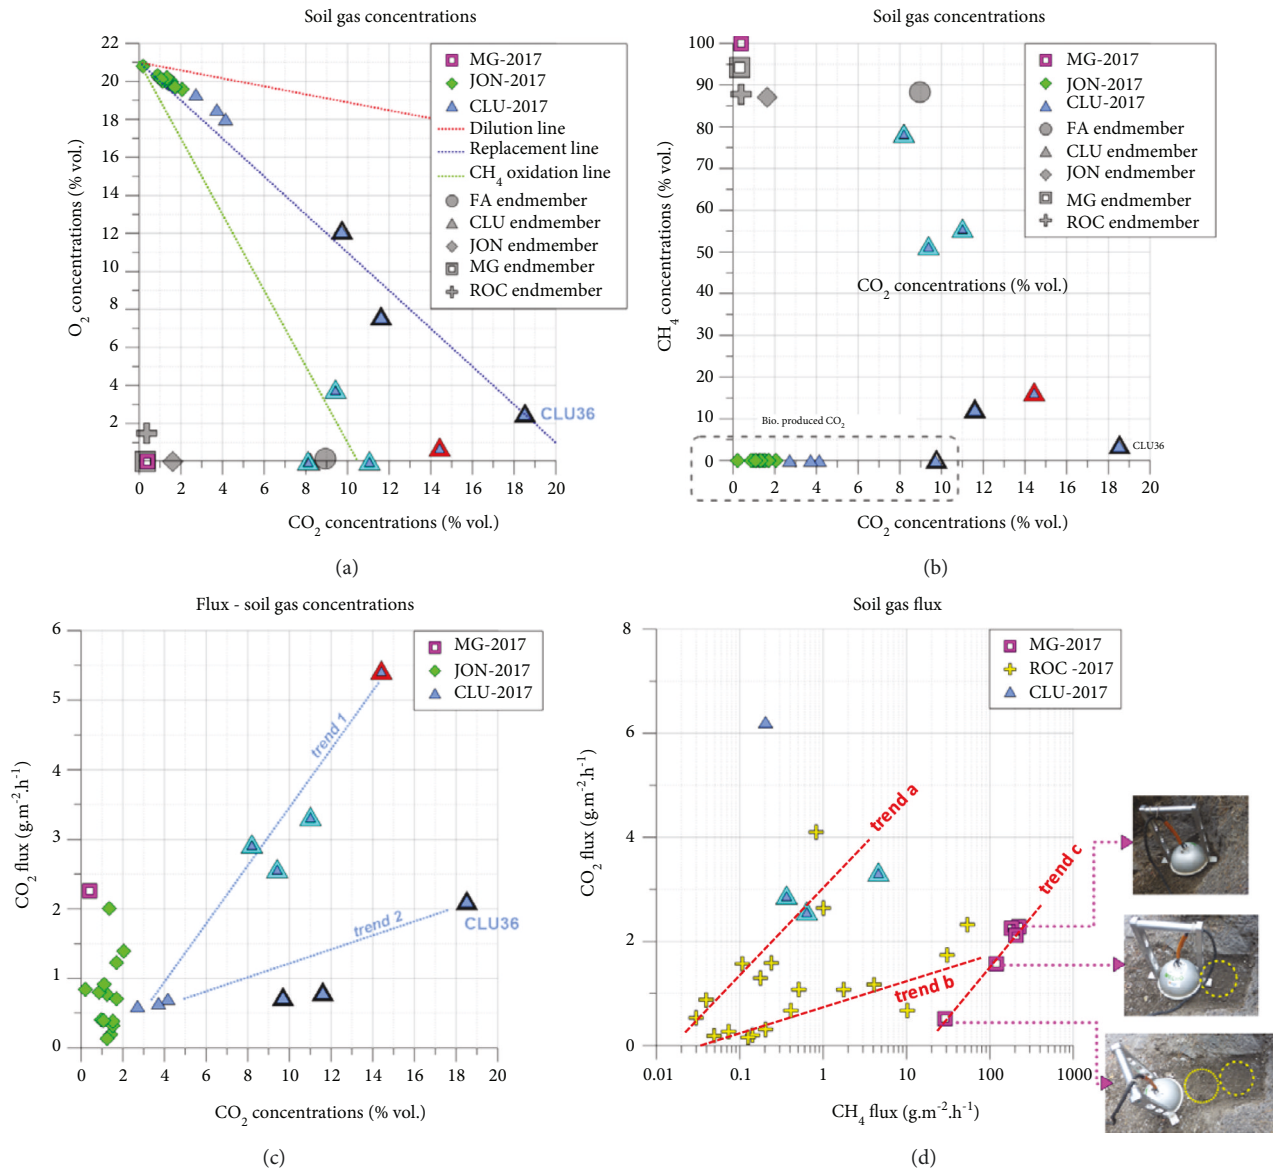 Soil gas concentrations
22
20
18
16
14
12
10
8
6
4
2
O2 concentrations (% vol.)
0 2 4 6 8 10 12 14 16 18 20
CO2 concentrations (% vol.)
MG-2017
JON-2017
CLU-2017
Dilution line
Replacement line
CH4 oxidation line
FA endmember
CLU endmember
JON endmember
MG endmember
ROC endmember
CLU36
(a)
Soil gas concentrations
100
90
80
70
60
50
40
30
20
10
0
CH4 concentrations (% vol.)
MG-2017
JON-2017
CLU-2017
FA endmember
CLU endmember
JON endmember
MG endmember
ROC endmember
CO2 concentrations (% vol.)
Bio. produced CO2
CLU36
0 2 4 6 8 10 12 14 16 18 20
CO2 concentrations (% vol.)
(b)
Flux - soil gas concentrations
6
5
4
3
2
1
0
CO2 flux (g.m-2.h-1)
MG-2017
JON-2017
CLU-2017
trend 1
trend 2
CLU36
0 2 4 6 8 10 12 14 16 18 20
CO2 concentrations (% vol.)
(c)
Soil gas flux
8
6
4
2
0
CO2 flux (g.m-2.h-1)
MG-2017
ROC -2017
CLU-2017
trend a
trend b
trend c
0.01 0.1 1 10 100 1000
CH4 flux (g.m-2.h-1)
(d)